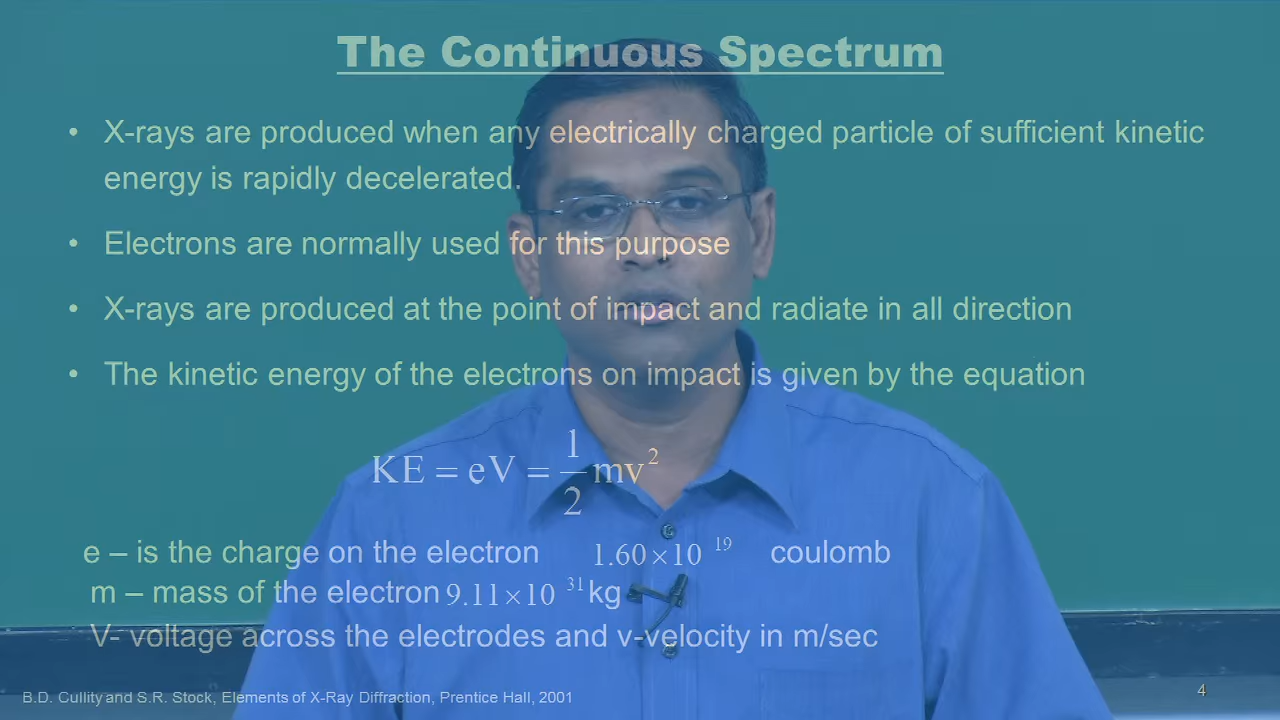 The Continuous Spectrum
• X-rays are produced when any electrically charged particle of sufficient kinetic
energy is rapidly decelerated.
• Electrons are normally used for this purpose
• X-rays are produced at the point of impact and radiate in all direction
• The kinetic energy of the electrons on impact is given by the equation
KE = eV = 1/2 mv²
e – is the charge on the electron 1.60×10 ¹⁹ coulomb
m – mass of the electron 9.11×10 ³¹ kg
V- voltage across the electrodes and v-velocity in m/sec
B.D. Cullity and S.R. Stock, Elements of X-Ray Diffraction, Prentice Hall, 2001
4